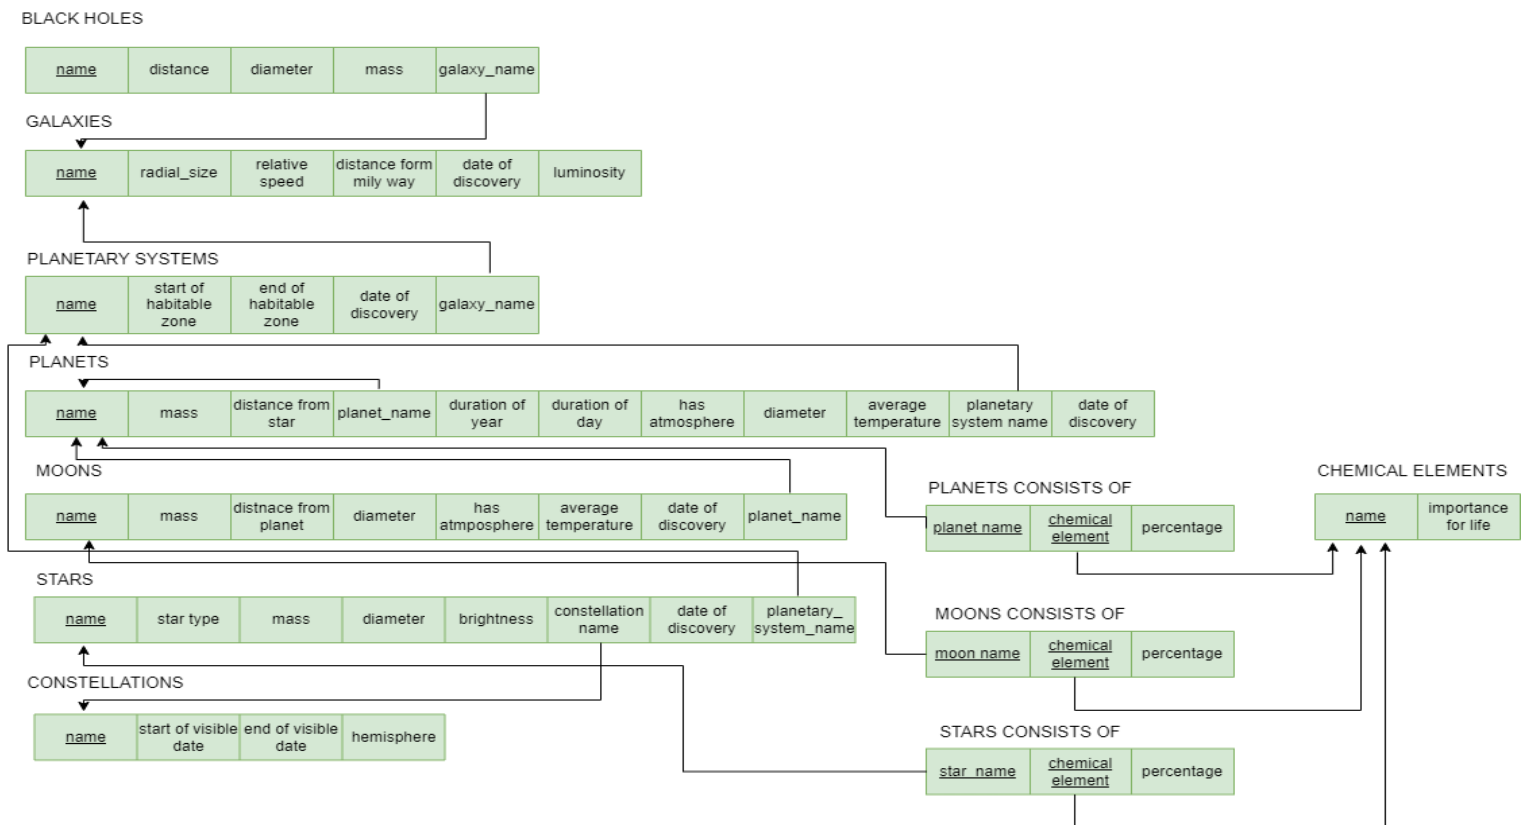 BLACK HOLES
name distance diameter mass galaxy_name
GALAXIES
name radial_size relative speed distance form mily way date of discovery luminosity
PLANETARY SYSTEMS
name start of habitable zone end of habitable zone date of discovery galaxy_name
PLANETS
name mass distance from star planet_name duration of year duration of day has atmosphere diameter average temperature planetary system name date of discovery
MOONS
name mass distnace from planet diameter has atmposphere average temperature date of discovery planet_name
PLANETS CONSISTS OF
planet name chemical element percentage
CHEMICAL ELEMENTS
name importance for life
STARS
name star type mass diameter brightness constellation name date of discovery planetary_ system_name
MOONS CONSISTS OF
moon name chemical element percentage
CONSTELLATIONS
name start of visible date end of visible date hemisphere
STARS CONSISTS OF
star_name chemical element percentage